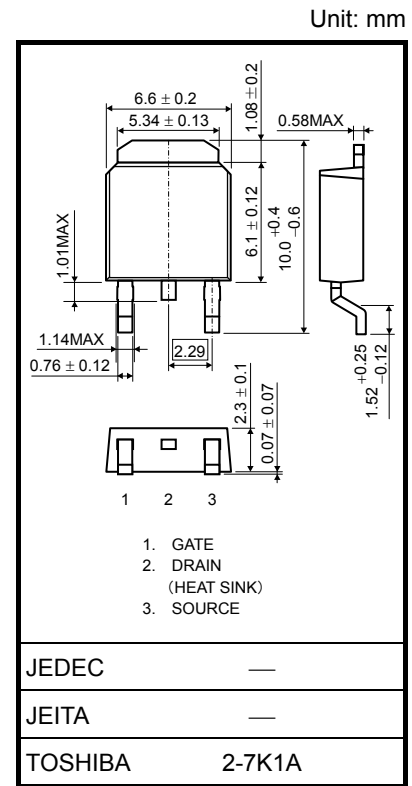 Unit: mm
6.6 ± 0.2
5.34 ± 0.13
1.08 ± 0.2
0.58MAX
1.01MAX
6.1 ± 0.12
10.0 +0.4 −0.6
1.14MAX
0.76 ± 0.12
2.29
1.52 +0.25 −0.12
2.3 ± 0.1
0.07 ± 0.07
1 2 3
1. GATE
2. DRAIN
(HEAT SINK)
3. SOURCE
JEDEC ―
JEITA ―
TOSHIBA 2-7K1A